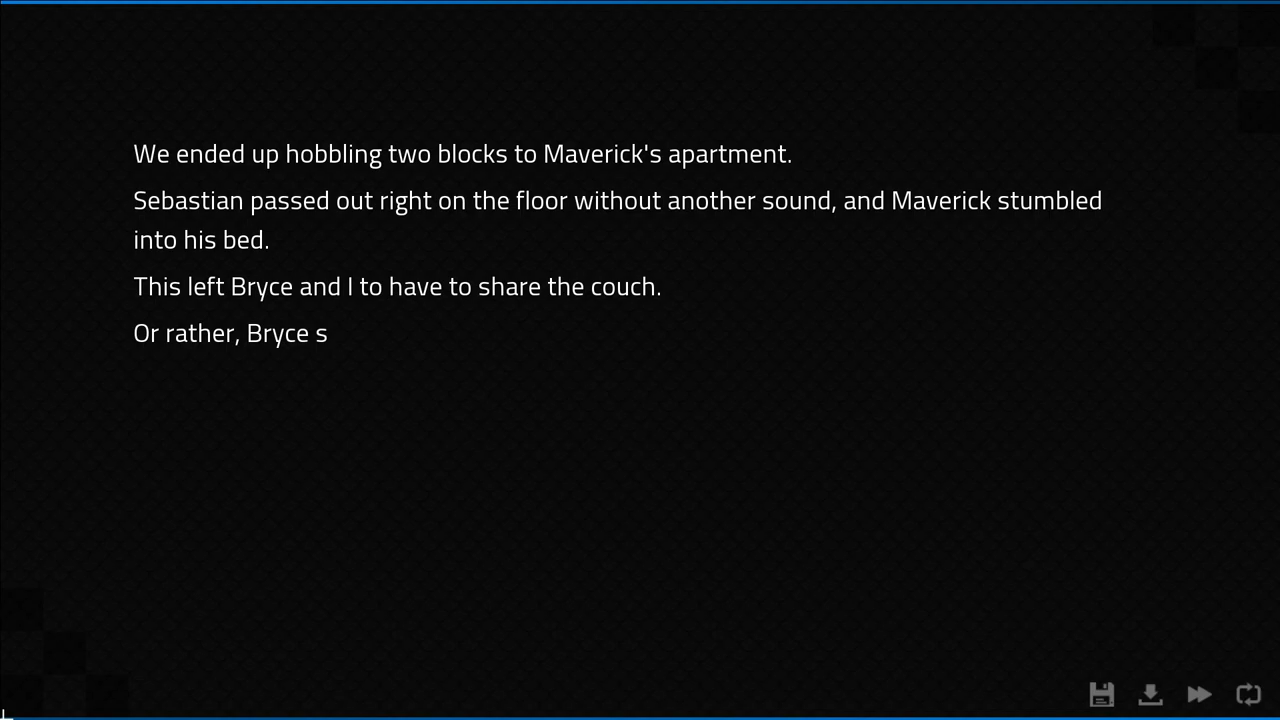 We ended up hobbling two blocks to Maverick's apartment.
Sebastian passed out right on the floor without another sound, and Maverick stumbled
into his bed.
This left Bryce and I to have to share the couch.
Or rather, Bryce s